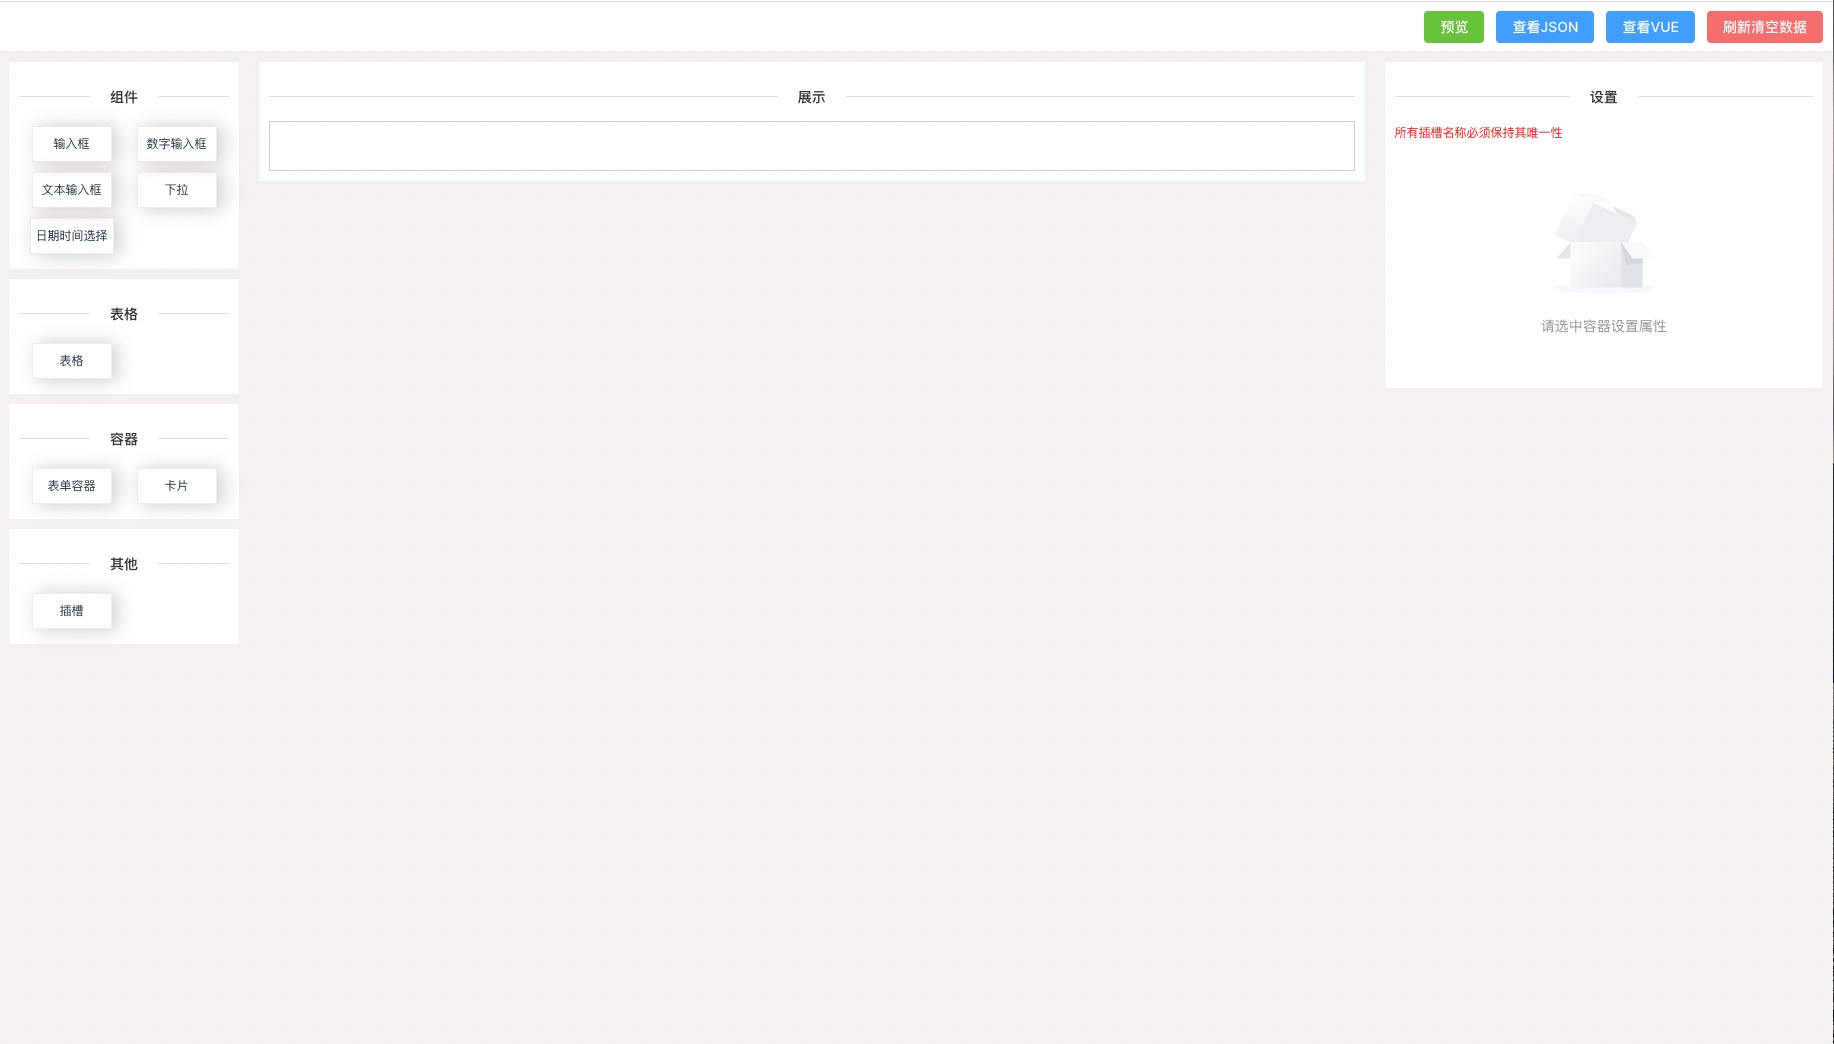 预览
查看JSON
查看VUE
刷新清空数据
组件
输入框
数字输入框
文本输入框
下拉
日期时间选择
表格
表格
容器
表单容器
卡片
其他
插槽
展示
设置
所有插槽名称必须保持其唯一性
请选中容器设置属性